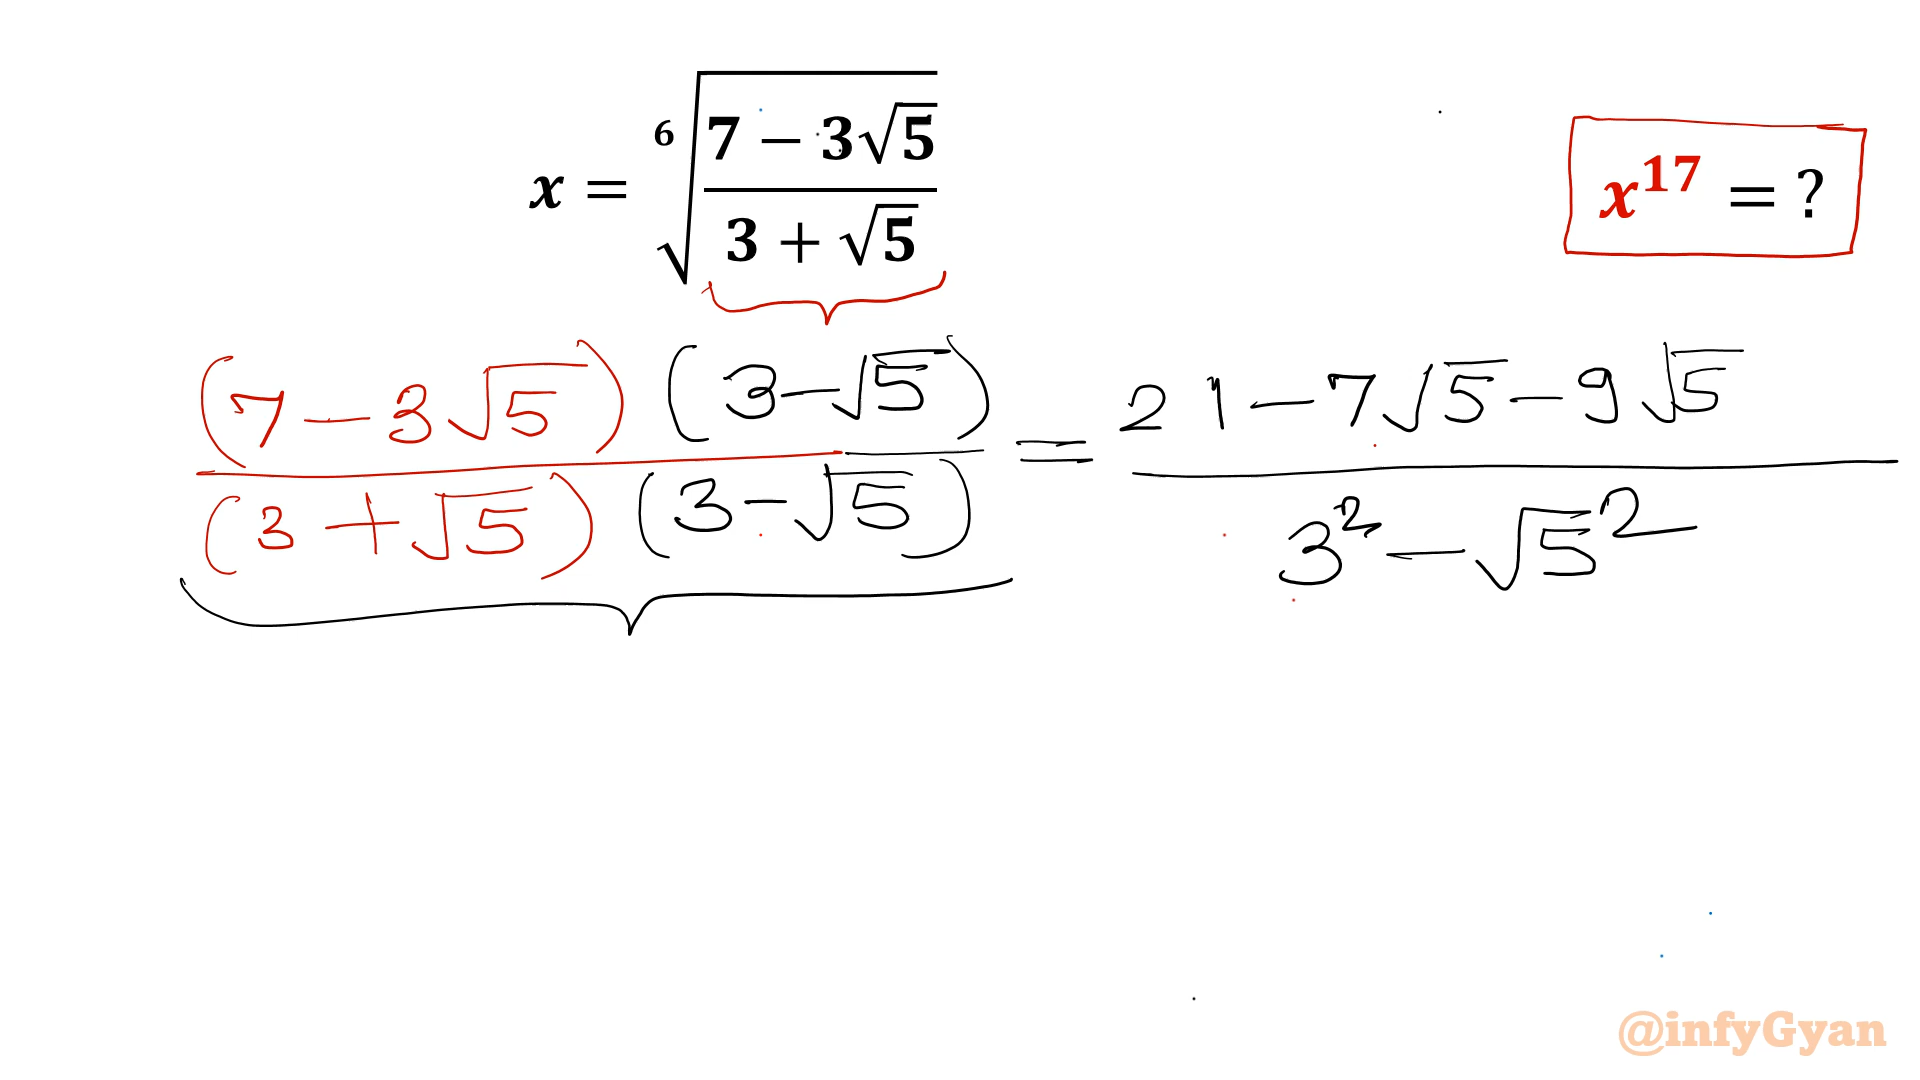 x = ⁶√((7 − 3√5)/(3 + √5))
x¹⁷ = ?
((7 − 3√5) (3 − √5))/((3 + √5) (3 − √5)) = (21 − 7√5 − 9√5)/(3² − √5²)
@infyGyan